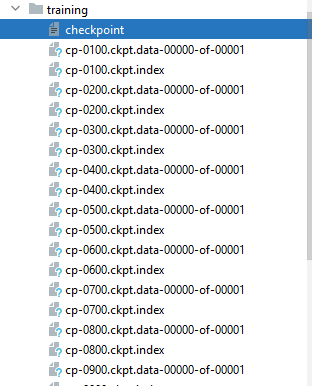 training
checkpoint
cp-0100.ckpt.data-00000-of-00001
cp-0100.ckpt.index
cp-0200.ckpt.data-00000-of-00001
cp-0200.ckpt.index
cp-0300.ckpt.data-00000-of-00001
cp-0300.ckpt.index
cp-0400.ckpt.data-00000-of-00001
cp-0400.ckpt.index
cp-0500.ckpt.data-00000-of-00001
cp-0500.ckpt.index
cp-0600.ckpt.data-00000-of-00001
cp-0600.ckpt.index
cp-0700.ckpt.data-00000-of-00001
cp-0700.ckpt.index
cp-0800.ckpt.data-00000-of-00001
cp-0800.ckpt.index
cp-0900.ckpt.data-00000-of-00001